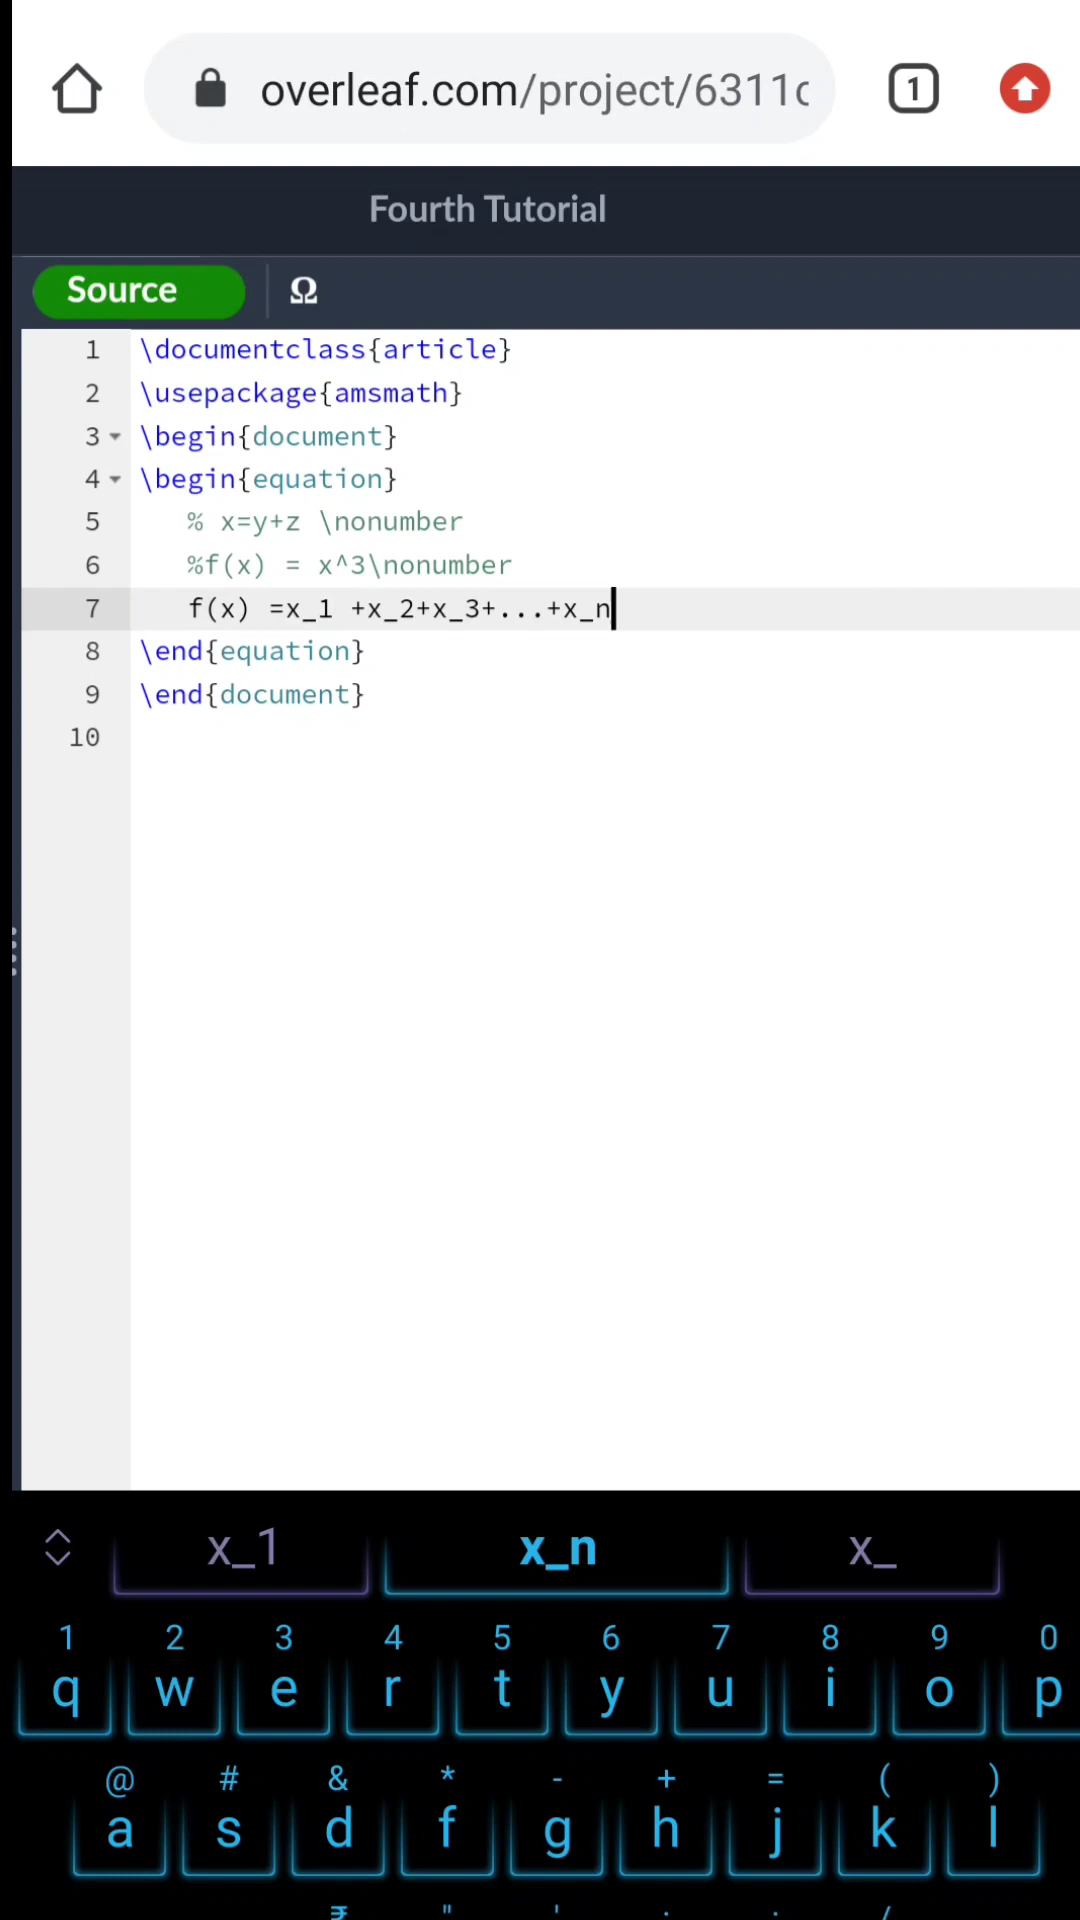 overleaf.com/project/6311c
1
Fourth Tutorial
Source Ω
1 \documentclass{article}
2 \usepackage{amsmath}
3 \begin{document}
4 \begin{equation}
5 % x=y+z \nonumber
6 %f(x) = x^3\nonumber
7 f(x) =x_1 +x_2+x_3+...+x_n
8 \end{equation}
9 \end{document}
10
x_1 x_n x_
1 2 3 4 5 6 7 8 9 0
q w e r t y u i o p
@ # & * - + = ( )
a s d f g h j k l